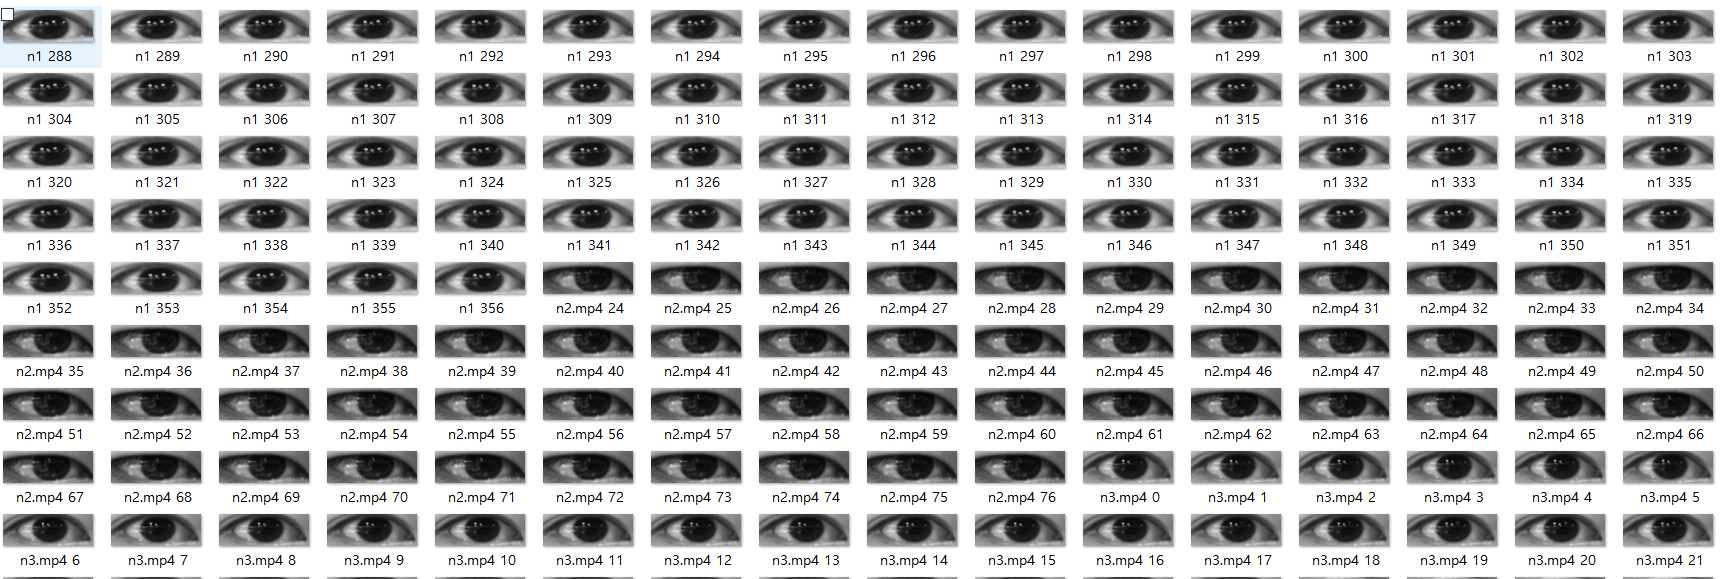 n1 288 n1 289 n1 290 n1 291 n1 292 n1 293 n1 294 n1 295 n1 296 n1 297 n1 298 n1 299 n1 300 n1 301 n1 302 n1 303
n1 304 n1 305 n1 306 n1 307 n1 308 n1 309 n1 310 n1 311 n1 312 n1 313 n1 314 n1 315 n1 316 n1 317 n1 318 n1 319
n1 320 n1 321 n1 322 n1 323 n1 324 n1 325 n1 326 n1 327 n1 328 n1 329 n1 330 n1 331 n1 332 n1 333 n1 334 n1 335
n1 336 n1 337 n1 338 n1 339 n1 340 n1 341 n1 342 n1 343 n1 344 n1 345 n1 346 n1 347 n1 348 n1 349 n1 350 n1 351
n1 352 n1 353 n1 354 n1 355 n1 356 n2.mp4 24 n2.mp4 25 n2.mp4 26 n2.mp4 27 n2.mp4 28 n2.mp4 29 n2.mp4 30 n2.mp4 31 n2.mp4 32 n2.mp4 33 n2.mp4 34
n2.mp4 35 n2.mp4 36 n2.mp4 37 n2.mp4 38 n2.mp4 39 n2.mp4 40 n2.mp4 41 n2.mp4 42 n2.mp4 43 n2.mp4 44 n2.mp4 45 n2.mp4 46 n2.mp4 47 n2.mp4 48 n2.mp4 49 n2.mp4 50
n2.mp4 51 n2.mp4 52 n2.mp4 53 n2.mp4 54 n2.mp4 55 n2.mp4 56 n2.mp4 57 n2.mp4 58 n2.mp4 59 n2.mp4 60 n2.mp4 61 n2.mp4 62 n2.mp4 63 n2.mp4 64 n2.mp4 65 n2.mp4 66
n2.mp4 67 n2.mp4 68 n2.mp4 69 n2.mp4 70 n2.mp4 71 n2.mp4 72 n2.mp4 73 n2.mp4 74 n2.mp4 75 n2.mp4 76 n3.mp4 0 n3.mp4 1 n3.mp4 2 n3.mp4 3 n3.mp4 4 n3.mp4 5
n3.mp4 6 n3.mp4 7 n3.mp4 8 n3.mp4 9 n3.mp4 10 n3.mp4 11 n3.mp4 12 n3.mp4 13 n3.mp4 14 n3.mp4 15 n3.mp4 16 n3.mp4 17 n3.mp4 18 n3.mp4 19 n3.mp4 20 n3.mp4 21